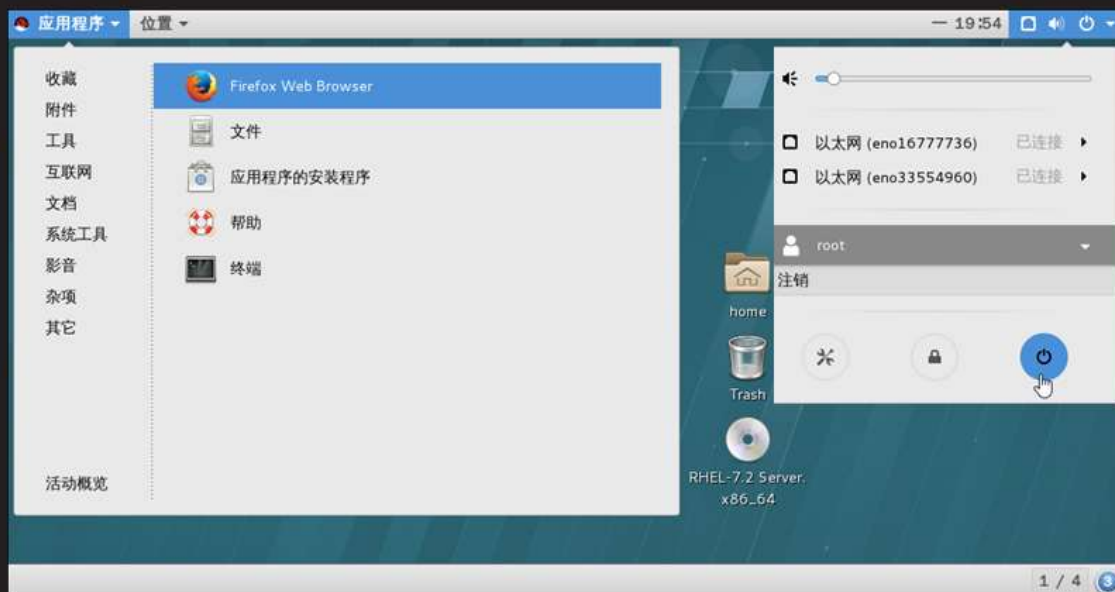 应用程序 位置 一 19:54
收藏
附件
工具
互联网
文档
系统工具
影音
杂项
其它
活动概览
Firefox Web Browser
文件
应用程序的安装程序
帮助
终端
home
Trash
RHEL-7.2 Server.
x86_64
以太网 (eno16777736) 已连接
以太网 (eno33554960) 已连接
root
注销
1 / 4
3